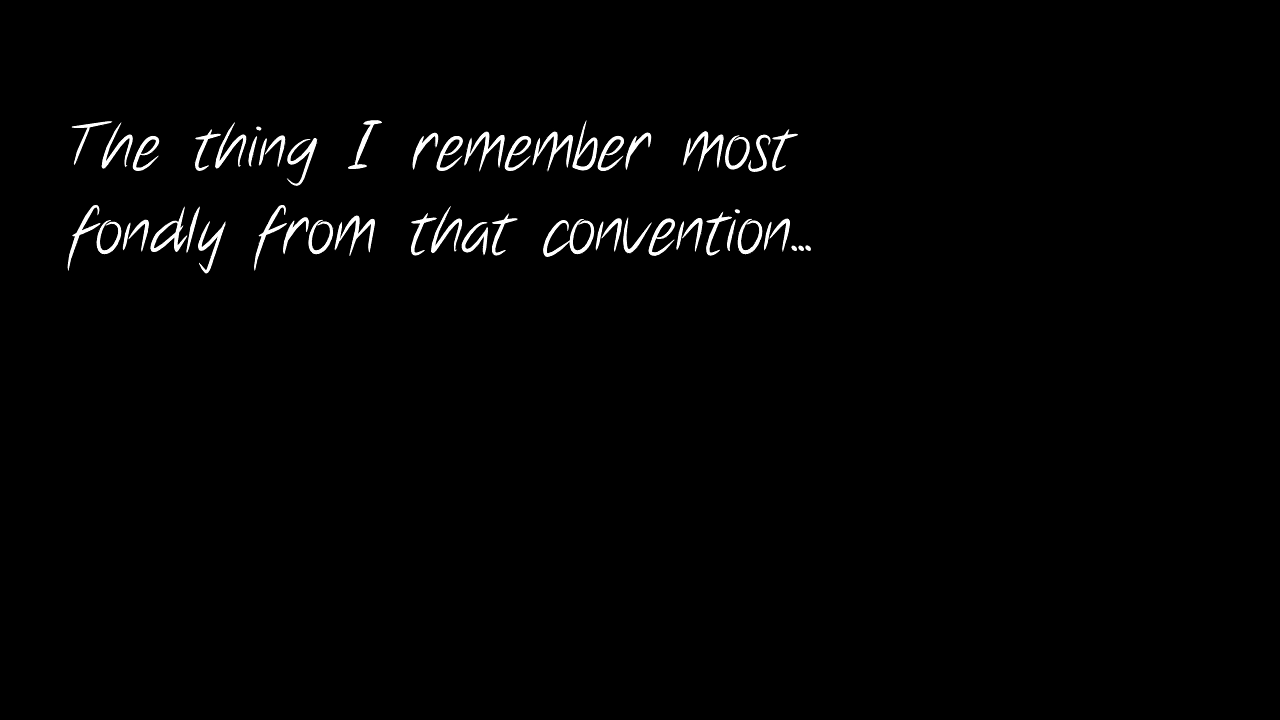 The thing I remember most
fondly from that convention...